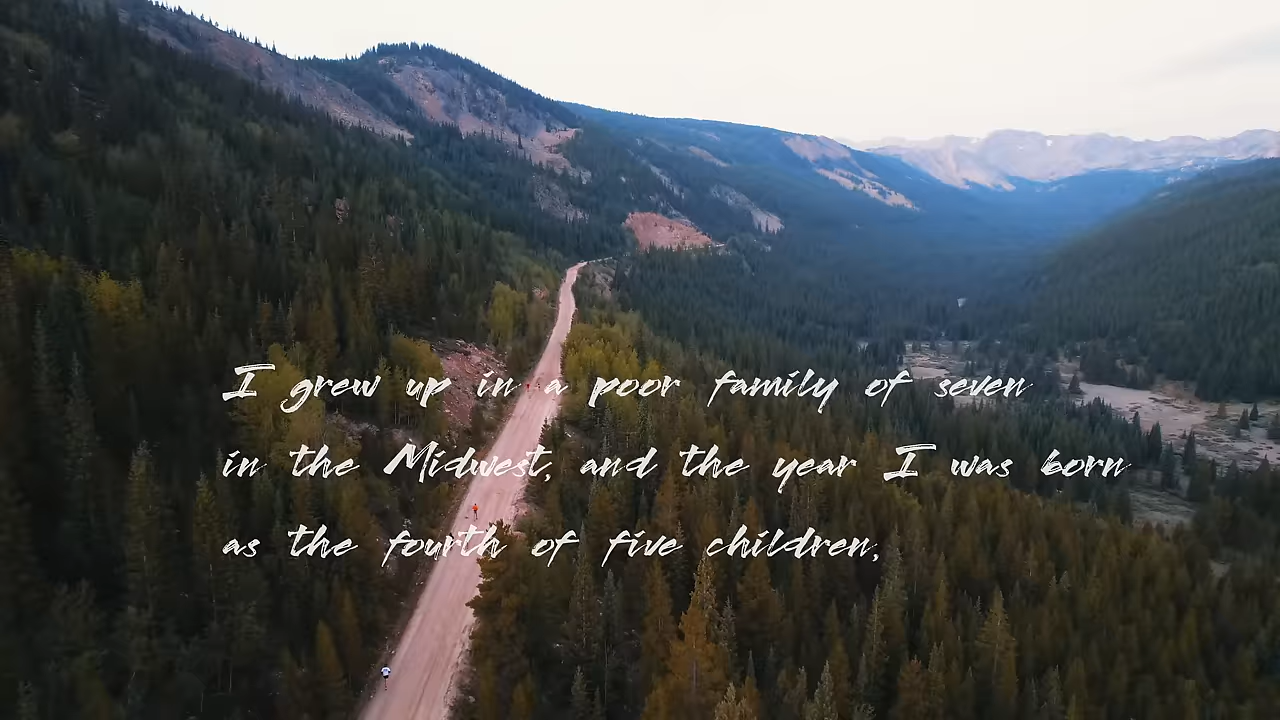 I grew up in a poor family of seven
in the Midwest, and the year I was born
as the fourth of five children,